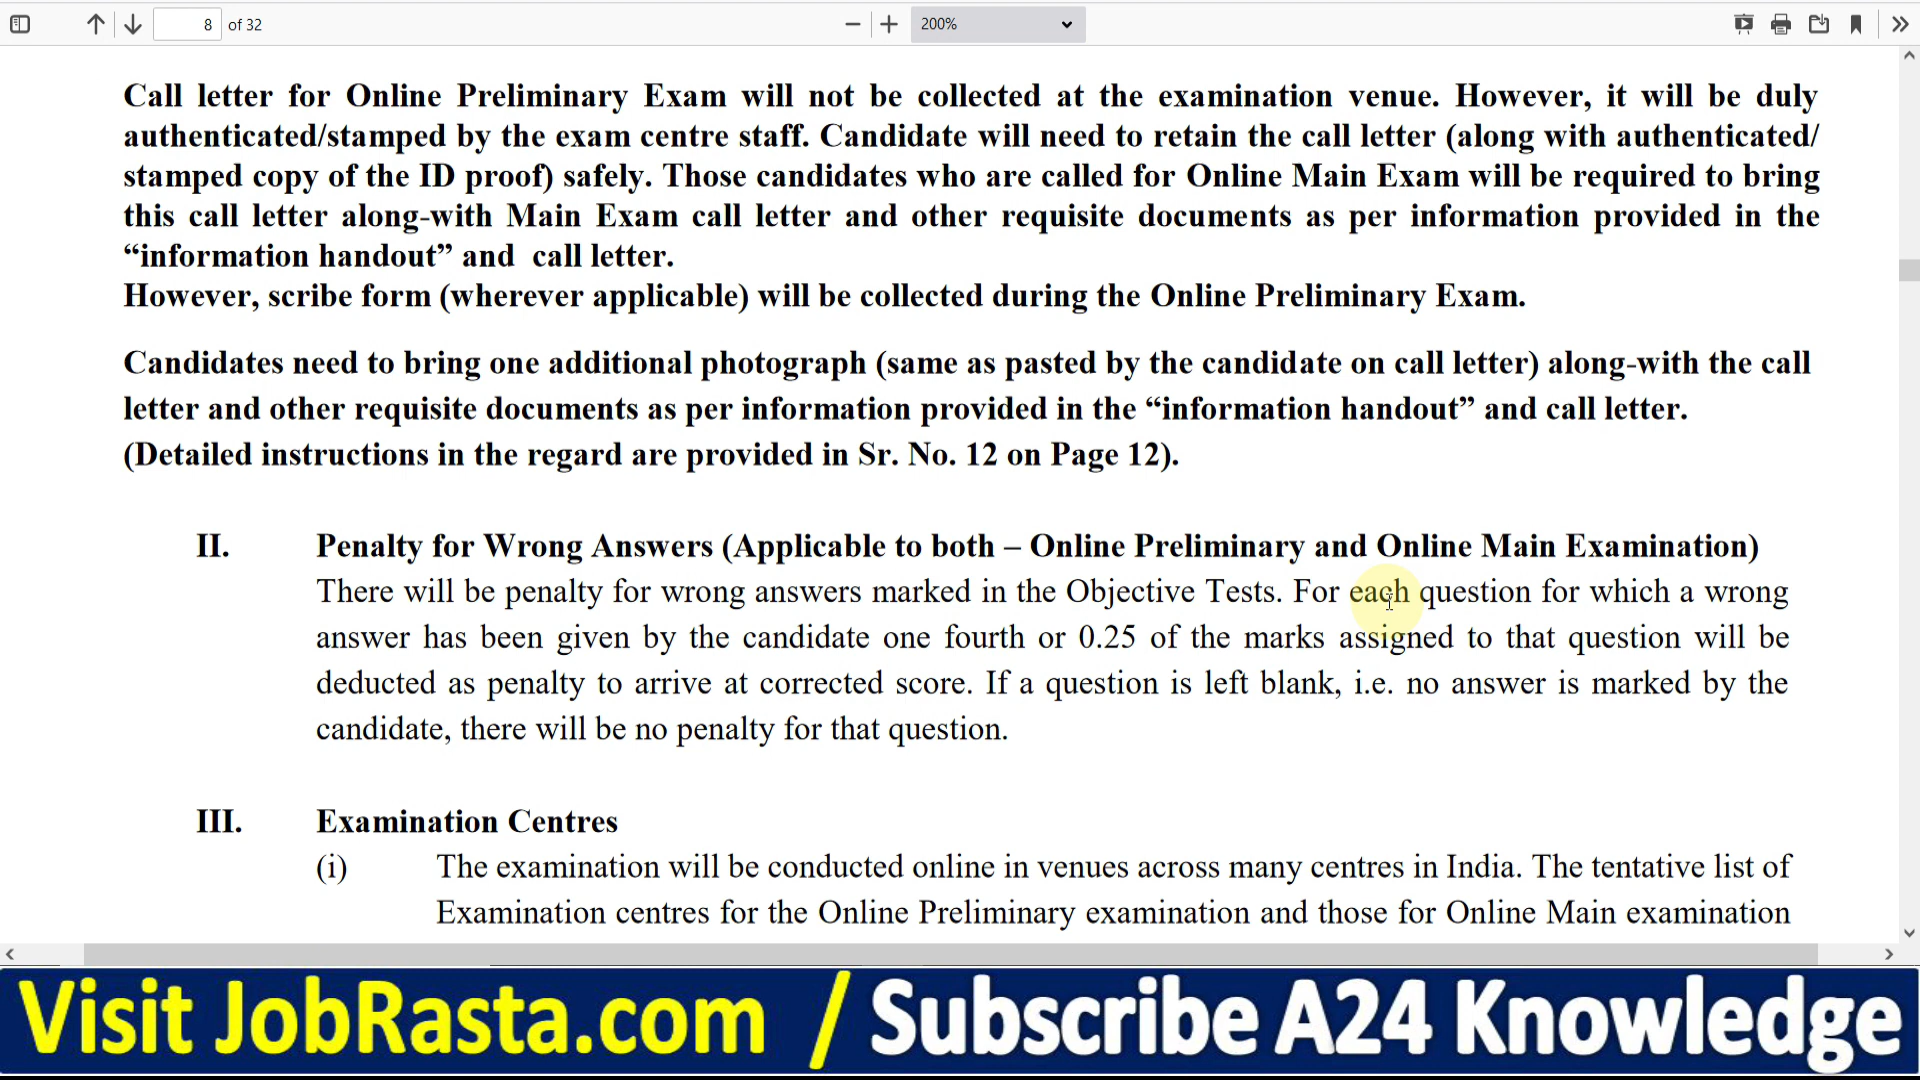 8 of 32
200%
Call letter for Online Preliminary Exam will not be collected at the examination venue. However, it will be duly
authenticated/stamped by the exam centre staff. Candidate will need to retain the call letter (along with authenticated/
stamped copy of the ID proof) safely. Those candidates who are called for Online Main Exam will be required to bring
this call letter along-with Main Exam call letter and other requisite documents as per information provided in the
“information handout” and call letter.
However, scribe form (wherever applicable) will be collected during the Online Preliminary Exam.
Candidates need to bring one additional photograph (same as pasted by the candidate on call letter) along-with the call
letter and other requisite documents as per information provided in the “information handout” and call letter.
(Detailed instructions in the regard are provided in Sr. No. 12 on Page 12).
II. Penalty for Wrong Answers (Applicable to both – Online Preliminary and Online Main Examination)
There will be penalty for wrong answers marked in the Objective Tests. For each question for which a wrong
answer has been given by the candidate one fourth or 0.25 of the marks assigned to that question will be
deducted as penalty to arrive at corrected score. If a question is left blank, i.e. no answer is marked by the
candidate, there will be no penalty for that question.
III. Examination Centres
(i) The examination will be conducted online in venues across many centres in India. The tentative list of
Examination centres for the Online Preliminary examination and those for Online Main examination
Visit JobRasta.com / Subscribe A24 Knowledge